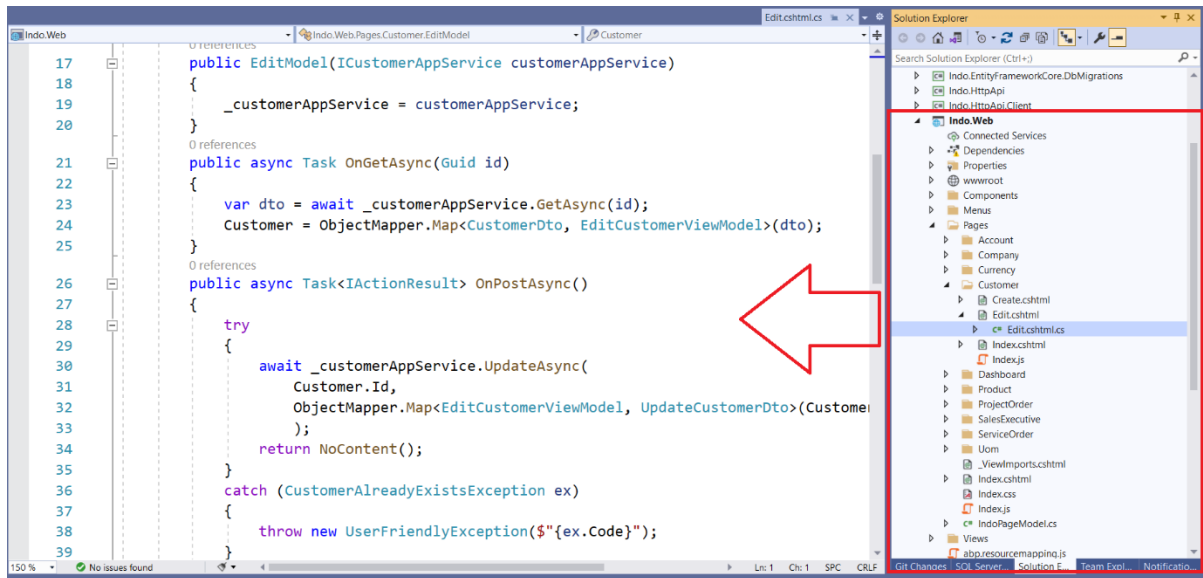 Edit.cshtml.cs
Indo.Web
Indo.Web.Pages.Customer.EditModel
Customer
0 references
17 public EditModel(ICustomerAppService customerAppService)
18 {
19 _customerAppService = customerAppService;
20 }
0 references
21 public async Task OnGetAsync(Guid id)
22 {
23 var dto = await _customerAppService.GetAsync(id);
24 Customer = ObjectMapper.Map<CustomerDto, EditCustomerViewModel>(dto);
25 }
0 references
26 public async Task<IActionResult> OnPostAsync()
27 {
28 try
29 {
30 await _customerAppService.UpdateAsync(
31 Customer.Id,
32 ObjectMapper.Map<EditCustomerViewModel, UpdateCustomerDto>(Customer
33 );
34 return NoContent();
35 }
36 catch (CustomerAlreadyExistsException ex)
37 {
38 throw new UserFriendlyException($"{ex.Code}");
39 }
150 %
No issues found
Ln: 1 Ch: 1 SPC CRLF
Solution Explorer
Search Solution Explorer (Ctrl+;)
Indo.EntityFrameworkCore.DbMigrations
Indo.HttpApi
Indo.HttpApi.Client
Indo.Web
Connected Services
Dependencies
Properties
wwwroot
Components
Menus
Pages
Account
Company
Currency
Customer
Create.cshtml
Edit.cshtml
C# Edit.cshtml.cs
Index.cshtml
Index.js
Dashboard
Product
ProjectOrder
SalesExecutive
ServiceOrder
Uom
_ViewImports.cshtml
Index.cshtml
Index.css
Index.js
C# IndoPageModel.cs
Views
abp.resourcemapping.js
Git Changes SQL Server... Solution E... Team Expl... Notificatio...